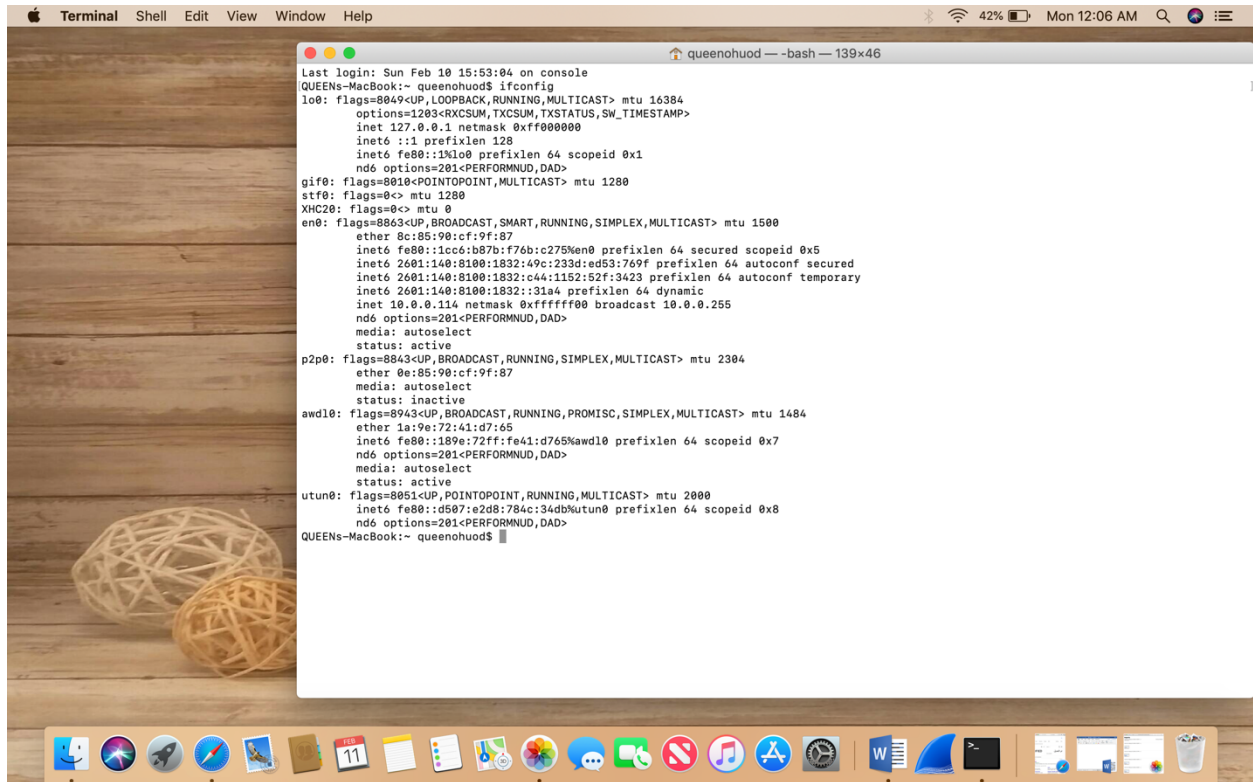 Terminal Shell Edit View Window Help 42% Mon 12:06 AM
queenohuod — -bash — 139×46
Last login: Sun Feb 10 15:53:04 on console
[QUEENs-MacBook:~ queenohuod$ ifconfig ]
lo0: flags=8049<UP,LOOPBACK,RUNNING,MULTICAST> mtu 16384
options=1203<RXCSUM,TXCSUM,TXSTATUS,SW_TIMESTAMP>
inet 127.0.0.1 netmask 0xff000000
inet6 ::1 prefixlen 128
inet6 fe80::1%lo0 prefixlen 64 scopeid 0x1
nd6 options=201<PERFORMNUD,DAD>
gif0: flags=8010<POINTOPOINT,MULTICAST> mtu 1280
stf0: flags=0<> mtu 1280
XHC20: flags=0<> mtu 0
en0: flags=8863<UP,BROADCAST,SMART,RUNNING,SIMPLEX,MULTICAST> mtu 1500
ether 8c:85:90:cf:9f:87
inet6 fe80::1cc6:b87b:f76b:c275%en0 prefixlen 64 secured scopeid 0x5
inet6 2601:140:8100:1832:49c:233d:ed53:769f prefixlen 64 autoconf secured
inet6 2601:140:8100:1832:c44:1152:52f:3423 prefixlen 64 autoconf temporary
inet6 2601:140:8100:1832::31a4 prefixlen 64 dynamic
inet 10.0.0.114 netmask 0xffffff00 broadcast 10.0.0.255
nd6 options=201<PERFORMNUD,DAD>
media: autoselect
status: active
p2p0: flags=8843<UP,BROADCAST,RUNNING,SIMPLEX,MULTICAST> mtu 2304
ether 0e:85:90:cf:9f:87
media: autoselect
status: inactive
awdl0: flags=8943<UP,BROADCAST,RUNNING,PROMISC,SIMPLEX,MULTICAST> mtu 1484
ether 1a:9e:72:41:d7:65
inet6 fe80::189e:72ff:fe41:d765%awdl0 prefixlen 64 scopeid 0x7
nd6 options=201<PERFORMNUD,DAD>
media: autoselect
status: active
utun0: flags=8051<UP,POINTOPOINT,RUNNING,MULTICAST> mtu 2000
inet6 fe80::d507:e2d8:784c:34db%utun0 prefixlen 64 scopeid 0x8
nd6 options=201<PERFORMNUD,DAD>
QUEENs-MacBook:~ queenohuod$
FEB
11
W
>_